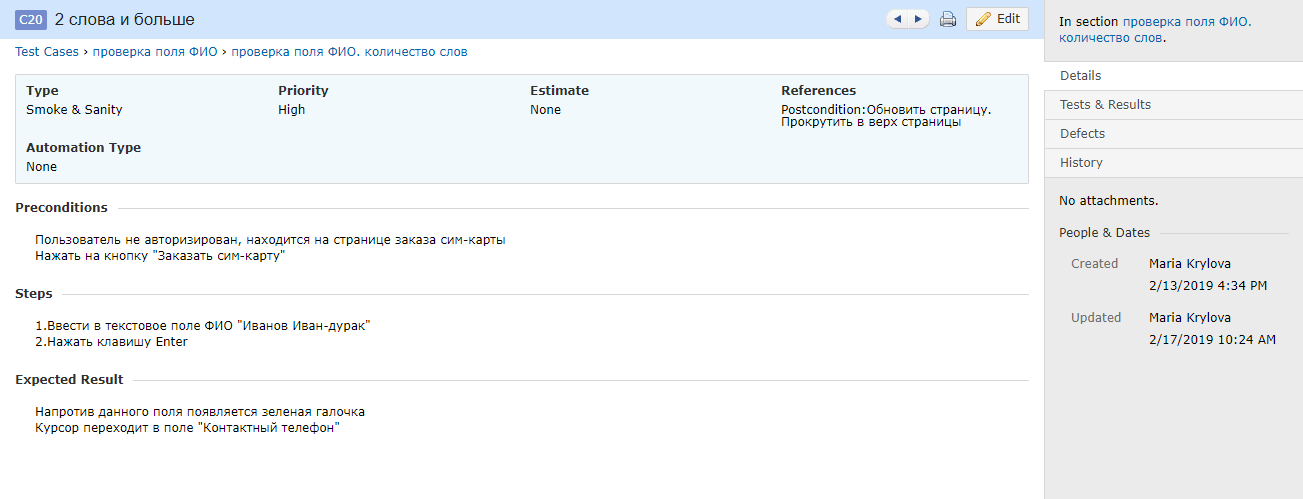 C20 2 слова и больше
Edit
Test Cases › проверка поля ФИО › проверка поля ФИО. количество слов
Type
Smoke & Sanity
Priority
High
Estimate
None
References
Postcondition:Обновить страницу.
Прокрутить в верх страницы
Automation Type
None
Preconditions
Пользователь не авторизирован, находится на странице заказа сим-карты
Нажать на кнопку "Заказать сим-карту"
Steps
1.Ввести в текстовое поле ФИО "Иванов Иван-дурак"
2.Нажать клавишу Enter
Expected Result
Напротив данного поля появляется зеленая галочка
Курсор переходит в поле "Контактный телефон"
In section проверка поля ФИО.
количество слов.
Details
Tests & Results
Defects
History
No attachments.
People & Dates
Created Maria Krylova
2/13/2019 4:34 PM
Updated Maria Krylova
2/17/2019 10:24 AM